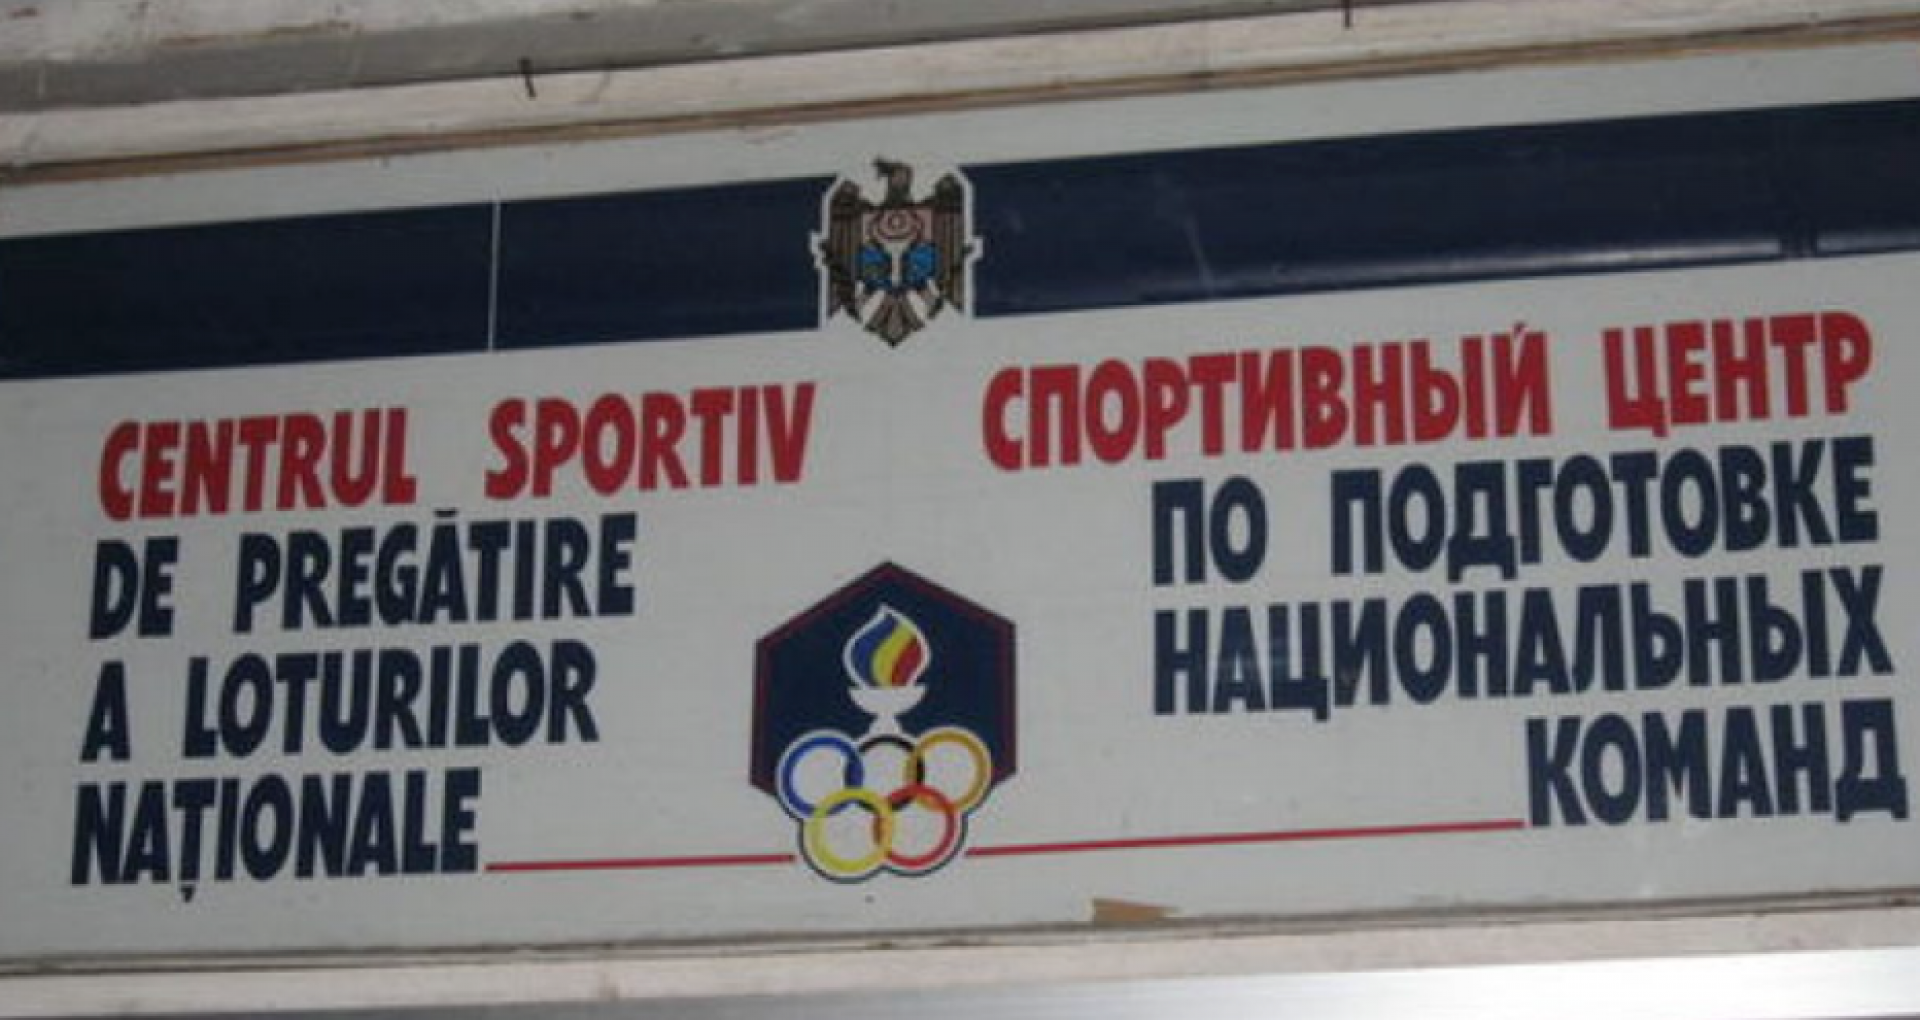 CENTRUL SPORTIV
DE PREGĂTIRE
A LOTURILOR
NAȚIONALE
СПОРТИВНЫЙ ЦЕНТР
ПО ПОДГОТОВКЕ
НАЦИОНАЛЬНЫХ
КОМАНД